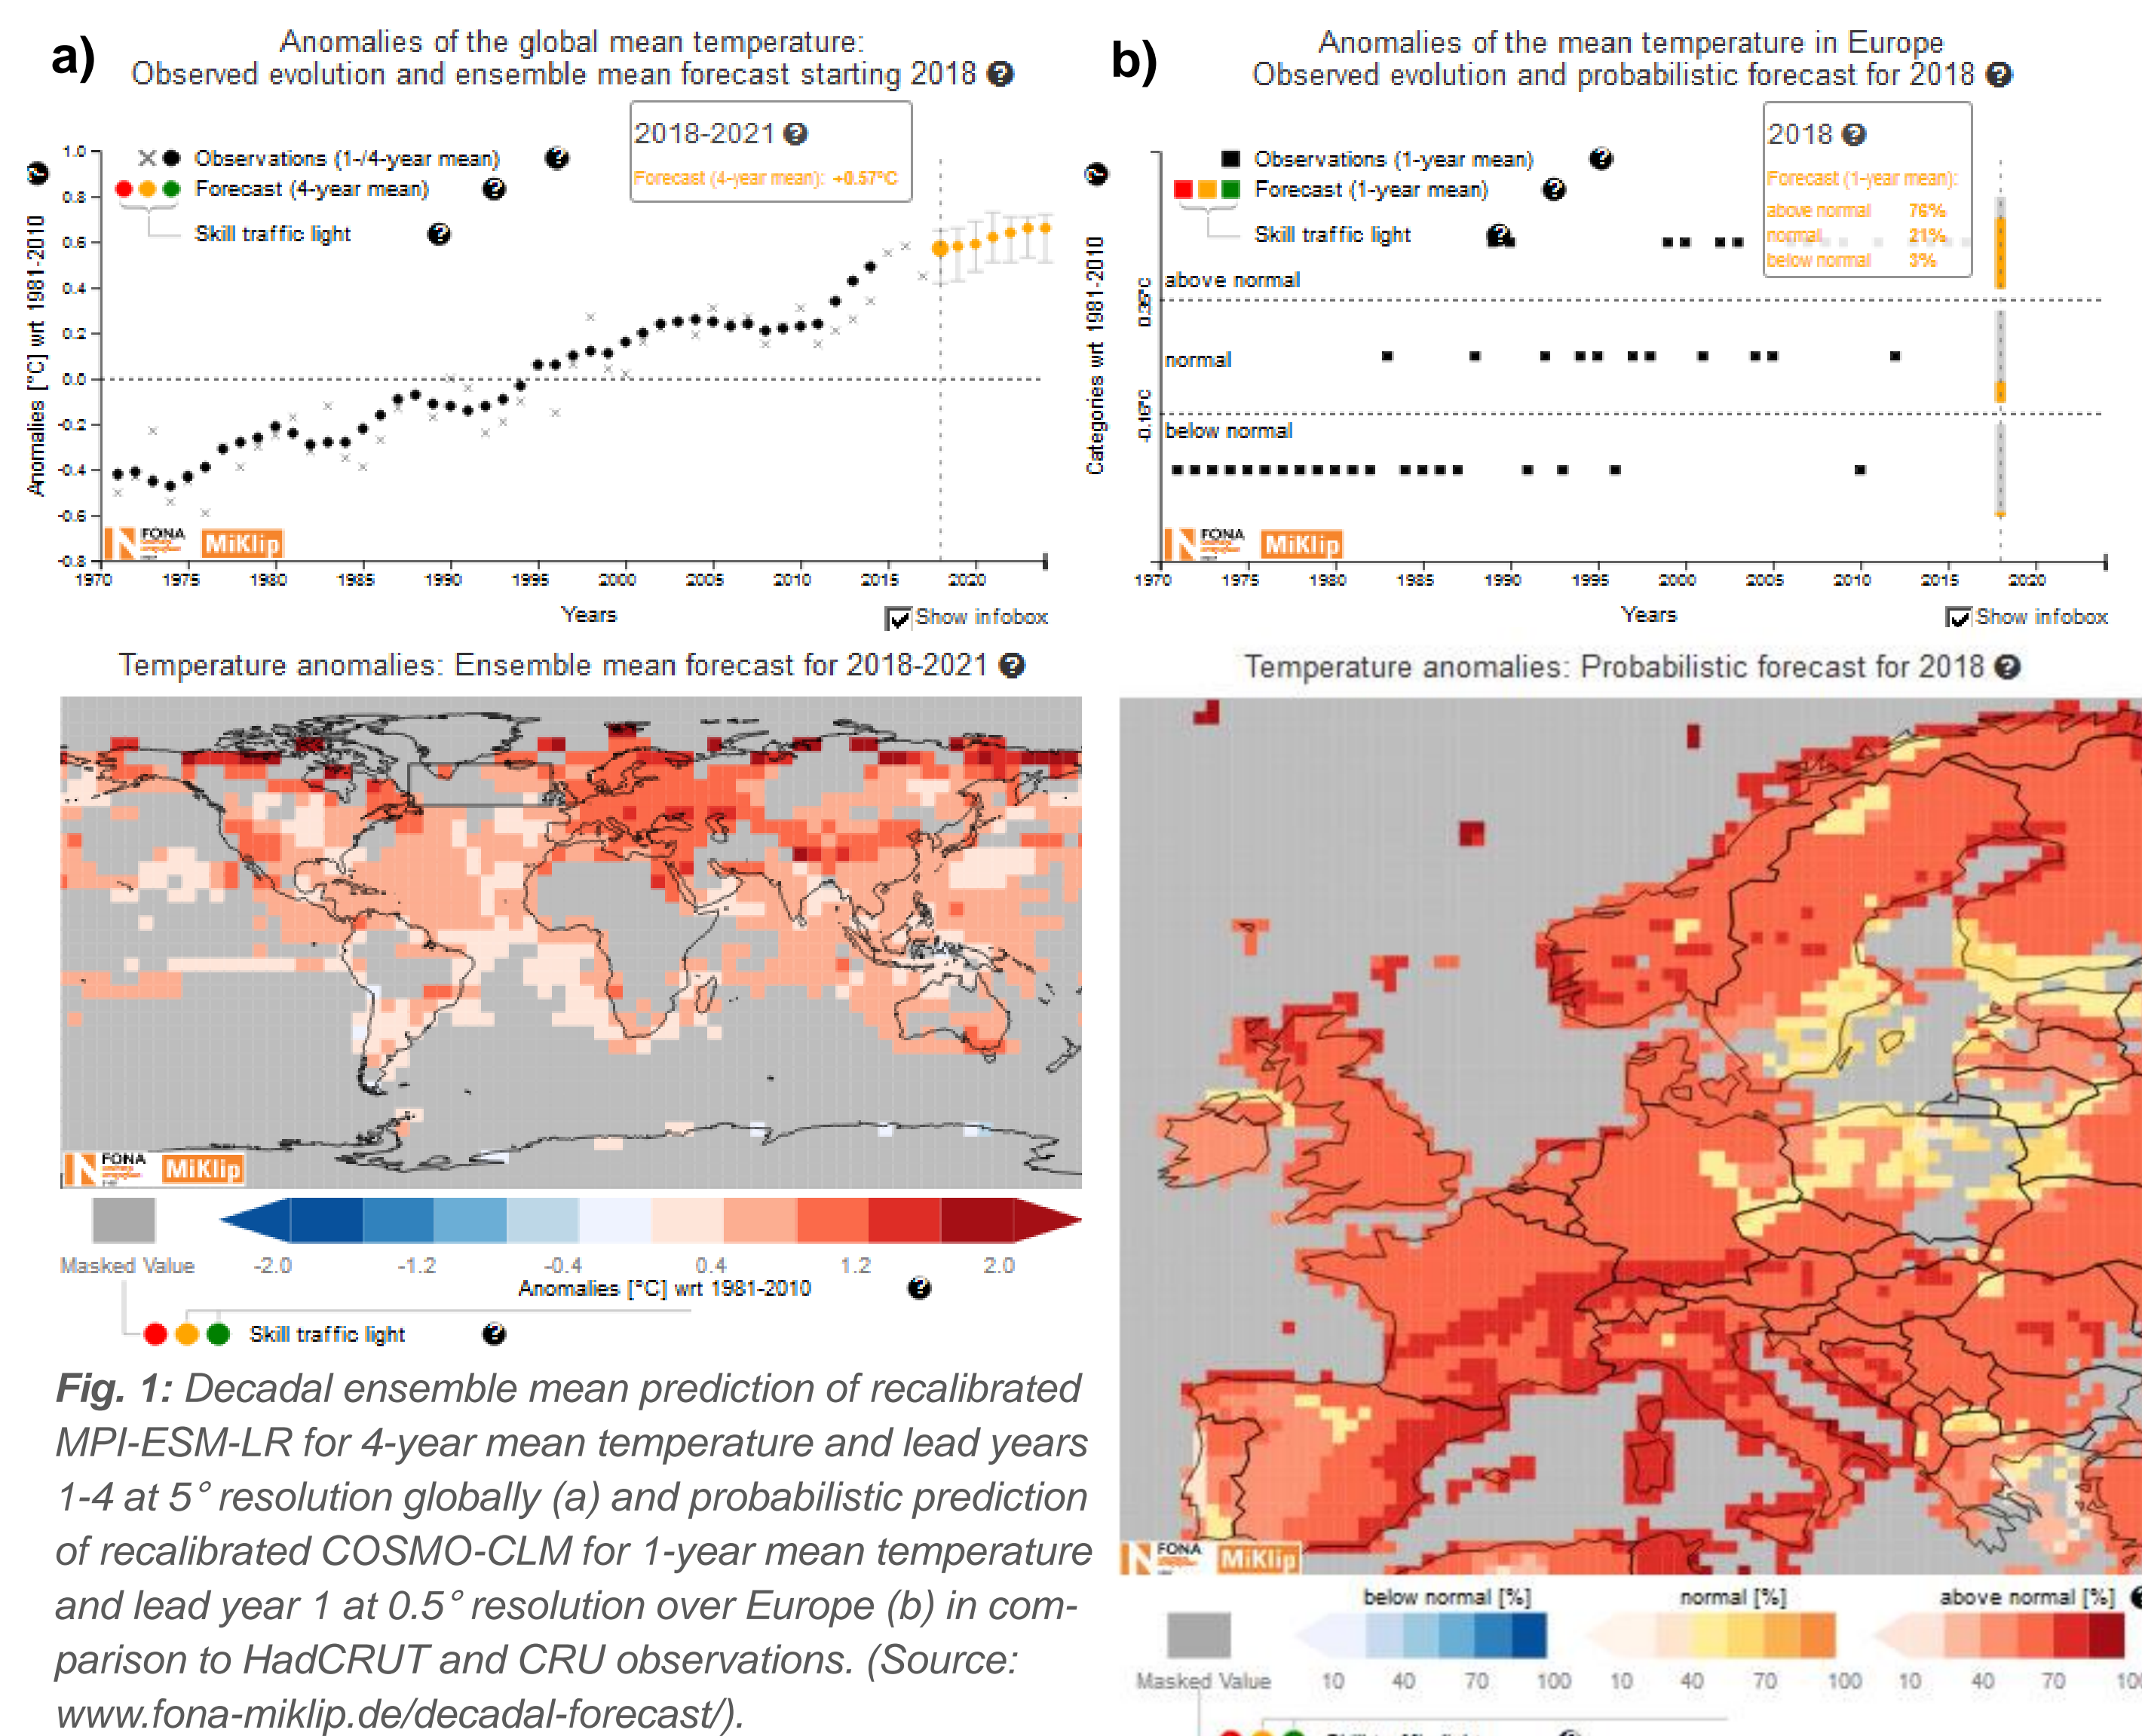 a)
Anomalies of the global mean temperature:
Observed evolution and ensemble mean forecast starting 2018 ?
2018-2021 ?
Forecast (4-year mean): +0.57°C
Observations (1-/4-year mean) ?
Forecast (4-year mean) ?
Skill traffic light ?
Anomalies [°C] wrt 1981-2010
1.0
0.8
0.6
0.4
0.2
0.0
-0.2
-0.4
-0.6
-0.8
FONA
MiKlip
1970 1975 1980 1985 1990 1995 2000 2005 2010 2015 2020
Years
Show infobox
Temperature anomalies: Ensemble mean forecast for 2018-2021 ?
FONA
MiKlip
Masked Value
-2.0 -1.2 -0.4 0.4 1.2 2.0
Anomalies [°C] wrt 1981-2010 ?
Skill traffic light ?
Fig. 1: Decadal ensemble mean prediction of recalibrated
MPI-ESM-LR for 4-year mean temperature and lead years
1-4 at 5° resolution globally (a) and probabilistic prediction
of recalibrated COSMO-CLM for 1-year mean temperature
and lead year 1 at 0.5° resolution over Europe (b) in com-
parison to HadCRUT and CRU observations. (Source:
www.fona-miklip.de/decadal-forecast/).
b)
Anomalies of the mean temperature in Europe
Observed evolution and probabilistic forecast for 2018 ?
2018 ?
Forecast (1-year mean):
above normal 76%
normal 21%
below normal 3%
Observations (1-year mean) ?
Forecast (1-year mean) ?
Skill traffic light ?
Categories wrt 1981-2010
above normal
0.35°C
normal
-0.16°C
below normal
FONA
MiKlip
1970 1975 1980 1985 1990 1995 2000 2005 2010 2015 2020
Years
Show infobox
Temperature anomalies: Probabilistic forecast for 2018 ?
FONA
MiKlip
below normal [%] normal [%] above normal [%]
Masked Value
10 40 70 100 10 40 70 100 10 40 70